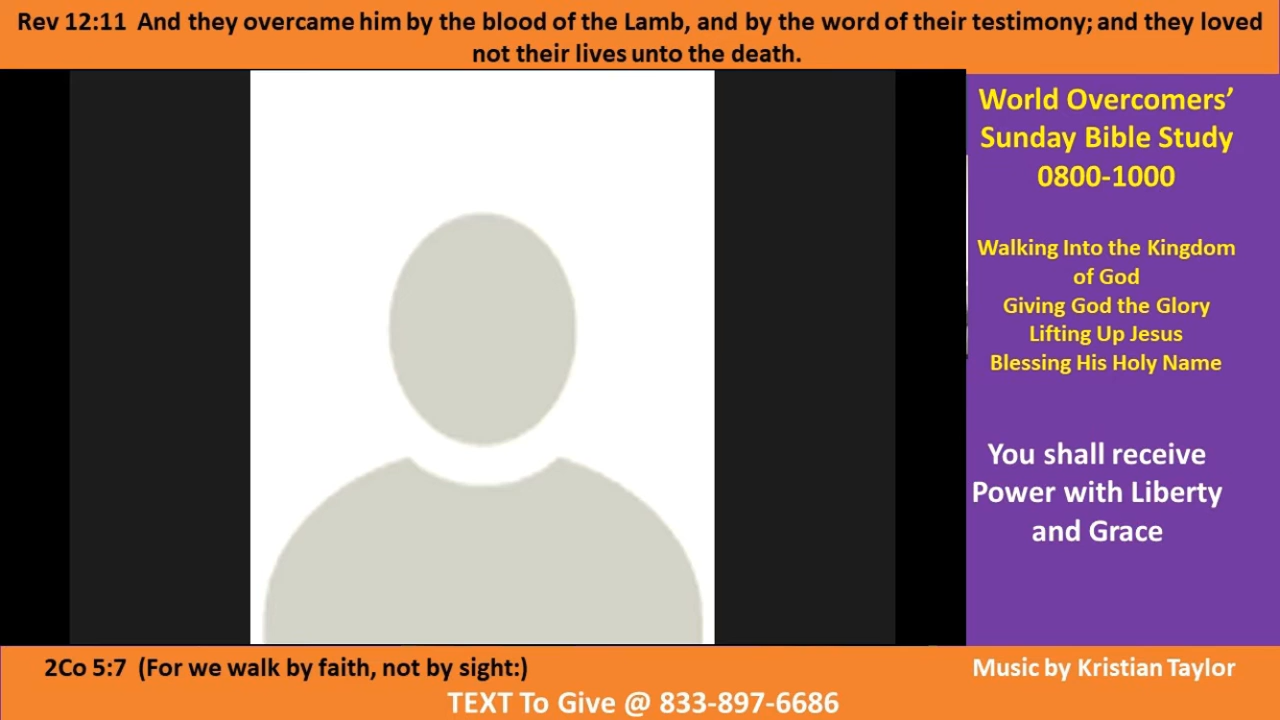 Rev 12:11 And they overcame him by the blood of the Lamb, and by the word of their testimony; and they loved
not their lives unto the death.
World Overcomers’
Sunday Bible Study
0800-1000
Walking Into the Kingdom
of God
Giving God the Glory
Lifting Up Jesus
Blessing His Holy Name
You shall receive
Power with Liberty
and Grace
2Co 5:7 (For we walk by faith, not by sight:)
Music by Kristian Taylor
TEXT To Give @ 833-897-6686